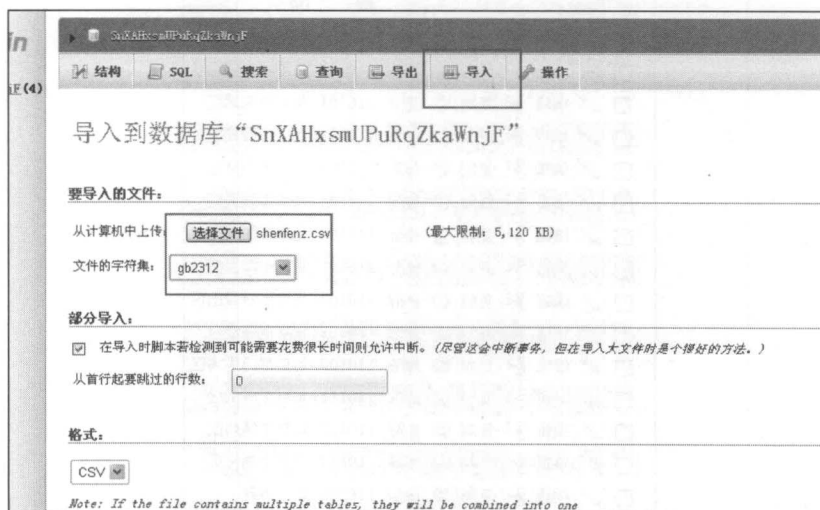 in
SnXAHxsmUPuRqZkaWnjF
结构 SQL 搜索 查询 导出 导入 操作
证(4)
导入到数据库“SnXAHxsmUPuRqZkaWnjF”
要导入的文件:
从计算机中上传: 选择文件 shenfenz.csv (最大限制: 5,120 KB)
文件的字符集: gb2312
部分导入:
在导入时脚本若检测到可能需要花费很长时间则允许中断。(尽管这会中断事务,但在导入大文件时是个很好的方法。)
从首行起要跳过的行数: 0
格式:
CSV
Note: If the file contains multiple tables, they will be combined into one